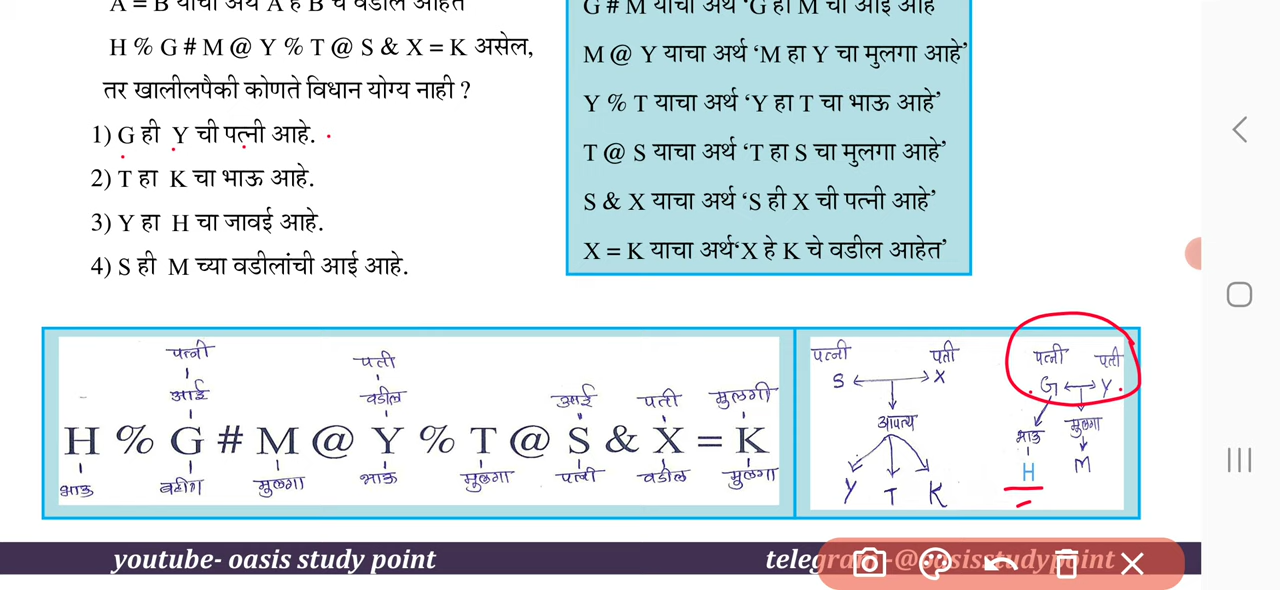 A = B याचा अर्थ A हे B चे वडील आहेत
H % G # M @ Y % T @ S & X = K असेल,
तर खालीलपैकी कोणते विधान योग्य नाही ?
1) G ही Y ची पत्नी आहे.
2) T हा K चा भाऊ आहे.
3) Y हा H चा जावई आहे.
4) S ही M च्या वडीलांची आई आहे.
G # M याचा अर्थ ‘G ही M ची आई आहे’
M @ Y याचा अर्थ ‘M हा Y चा मुलगा आहे’
Y % T याचा अर्थ ‘Y हा T चा भाऊ आहे’
T @ S याचा अर्थ ‘T हा S चा मुलगा आहे’
S & X याचा अर्थ ‘S ही X ची पत्नी आहे’
X = K याचा अर्थ‘X हे K चे वडील आहेत’
पत्नी पती
आई वडील आई पती मुलगी
H % G # M @ Y % T @ S & X = K
भाऊ बहीण मुलगा भाऊ मुलगा पत्नी वडील मुलगा
पत्नी पती
S X
आपत्य
Y T K
पत्नी पती
G Y
भाऊ मुलगा
H M
youtube- oasis study point
telegram-@oasisstudypoint